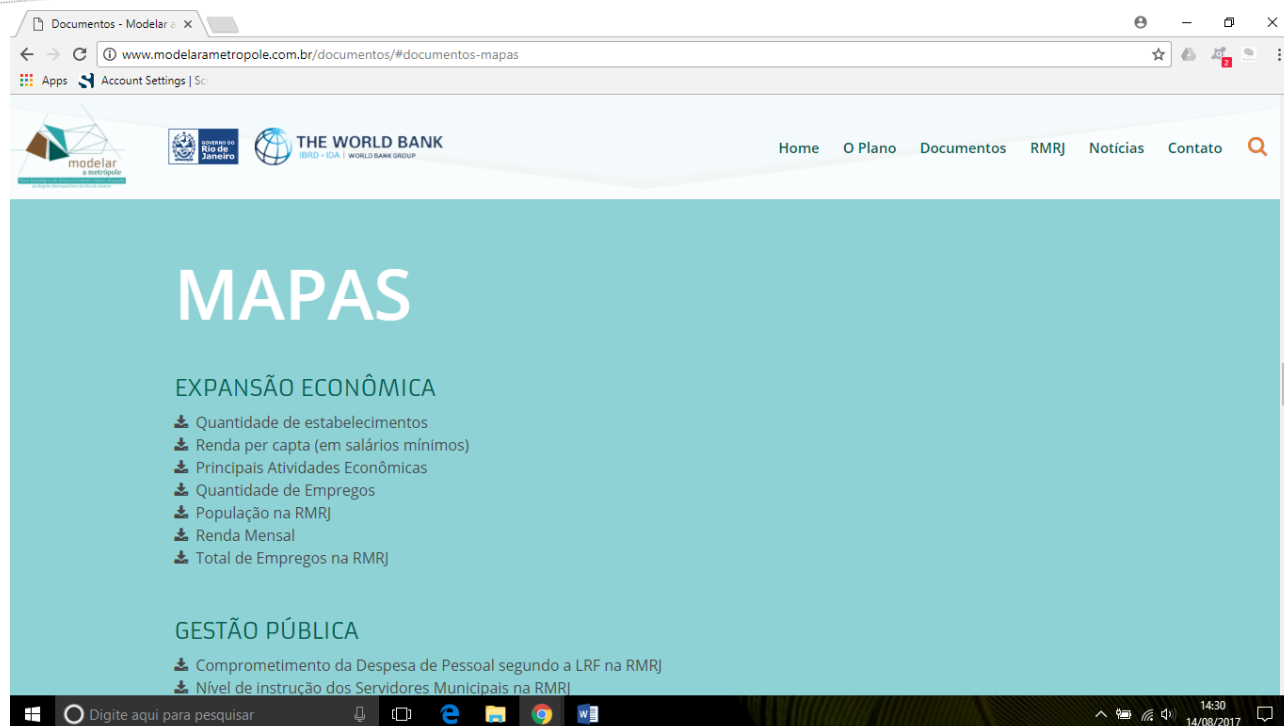 Documentos - Modelar a
www.modelarametropole.com.br/documentos/#documentos-mapas
2
Apps Account Settings | Sc
modelar
a metrópole
GOVERNO DO
Rio de
Janeiro
THE WORLD BANK
IBRD • IDA | WORLD BANK GROUP
Home O Plano Documentos RMRJ Notícias Contato
MAPAS
EXPANSÃO ECONÔMICA
Quantidade de estabelecimentos
Renda per capta (em salários mínimos)
Principais Atividades Econômicas
Quantidade de Empregos
População na RMRJ
Renda Mensal
Total de Empregos na RMRJ
GESTÃO PÚBLICA
Comprometimento da Despesa de Pessoal segundo a LRF na RMRJ
Nível de instrução dos Servidores Municipais na RMRJ
Digite aqui para pesquisar
14:30
14/08/2017